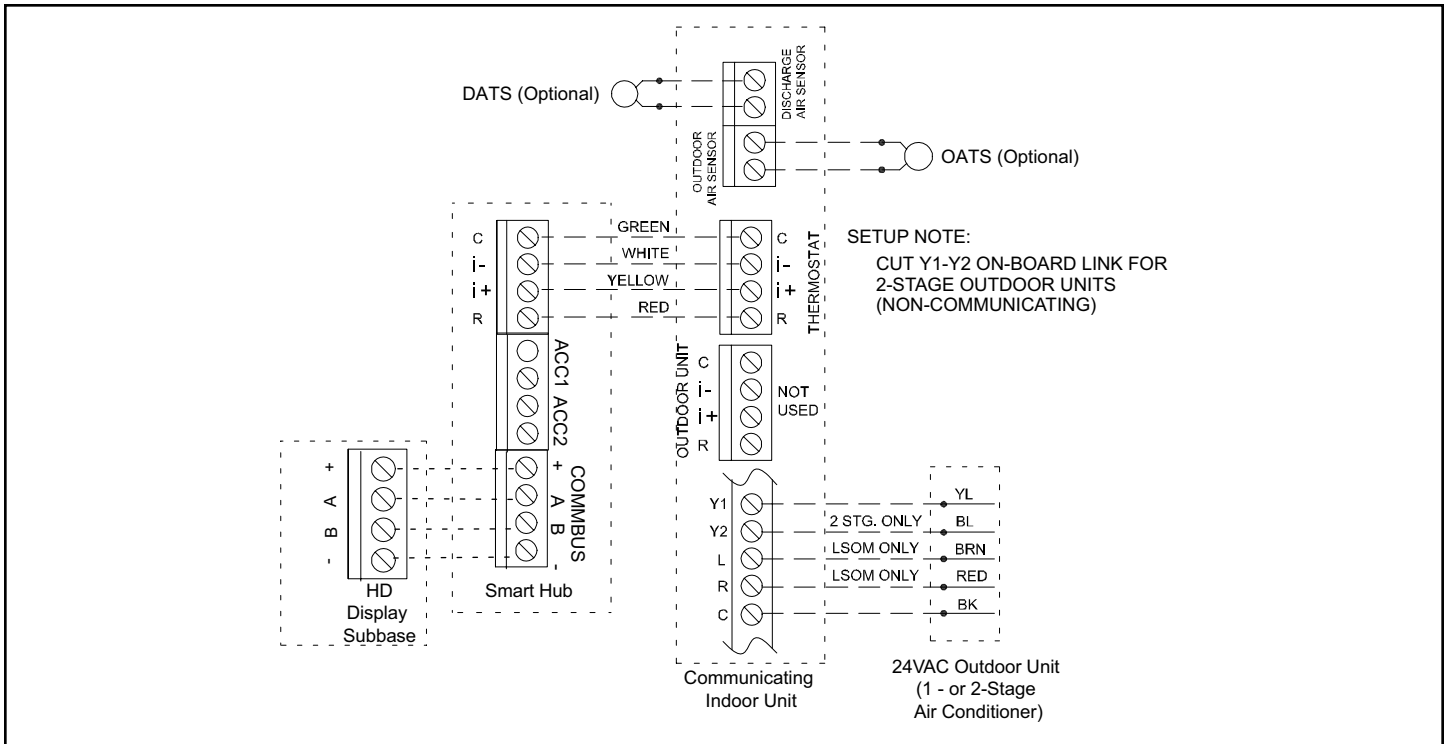 DATS (Optional)
DISCHARGE
AIR SENSOR
OUTDOOR
AIR SENSOR
OATS (Optional)
C
i-
i+
R
GREEN
WHITE
YELLOW
RED
C
i-
i+
R
THERMOSTAT
SETUP NOTE:
CUT Y1-Y2 ON-BOARD LINK FOR
2-STAGE OUTDOOR UNITS
(NON-COMMUNICATING)
ACC1
ACC2
OUTDOOR UNIT
C
i-
i+
R
NOT
USED
+
A
B
-
HD
Display
Subbase
+
A
B
-
COMMBUS
Smart Hub
Y1
Y2
L
R
C
2 STG. ONLY
LSOM ONLY
LSOM ONLY
YL
BL
BRN
RED
BK
Communicating
Indoor Unit
24VAC Outdoor Unit
(1 - or 2-Stage
Air Conditioner)